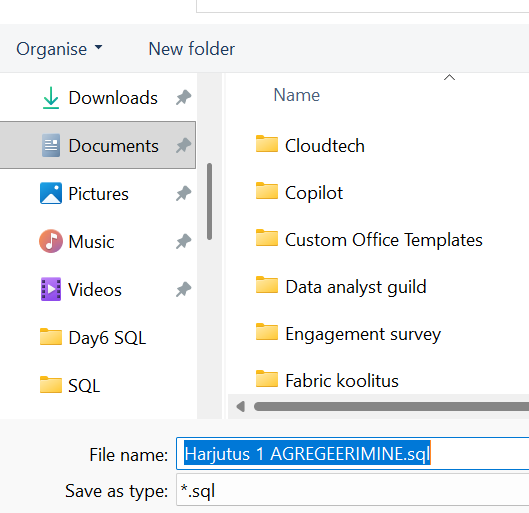 Organise New folder
Name
Downloads
Documents
Pictures
Music
Videos
Day6 SQL
SQL
Cloudtech
Copilot
Custom Office Templates
Data analyst guild
Engagement survey
Fabric koolitus
File name: Harjutus 1 AGREGEERIMINE.sql
Save as type: *.sql